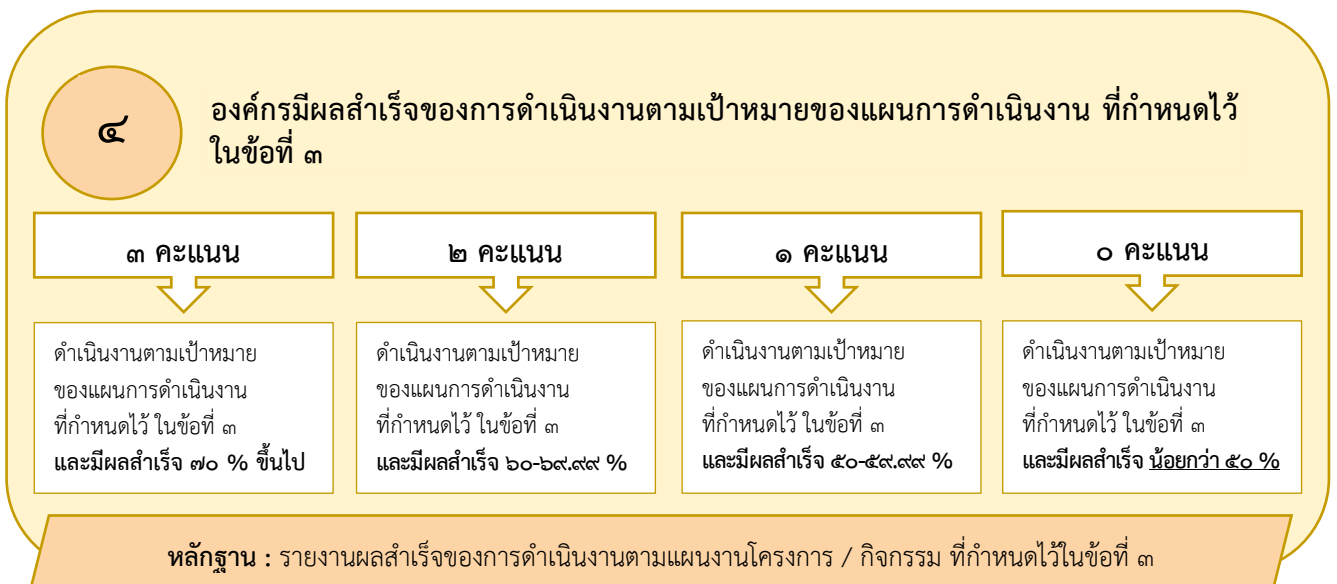 ๔
องค์กรมีผลสำเร็จของการดำเนินงานตามเป้าหมายของแผนการดำเนินงาน ที่กำหนดไว้
ในข้อที่ ๓
๓ คะแนน
ดำเนินงานตามเป้าหมาย
ของแผนการดำเนินงาน
ที่กำหนดไว้ ในข้อที่ ๓
และมีผลสำเร็จ ๗๐ % ขึ้นไป
๒ คะแนน
ดำเนินงานตามเป้าหมาย
ของแผนการดำเนินงาน
ที่กำหนดไว้ ในข้อที่ ๓
และมีผลสำเร็จ ๖๐-๖๙.๙๙ %
๑ คะแนน
ดำเนินงานตามเป้าหมาย
ของแผนการดำเนินงาน
ที่กำหนดไว้ ในข้อที่ ๓
และมีผลสำเร็จ ๕๐-๕๙.๙๙ %
๐ คะแนน
ดำเนินงานตามเป้าหมาย
ของแผนการดำเนินงาน
ที่กำหนดไว้ ในข้อที่ ๓
และมีผลสำเร็จ น้อยกว่า ๕๐ %
หลักฐาน : รายงานผลสำเร็จของการดำเนินงานตามแผนงานโครงการ / กิจกรรม ที่กำหนดไว้ในข้อที่ ๓